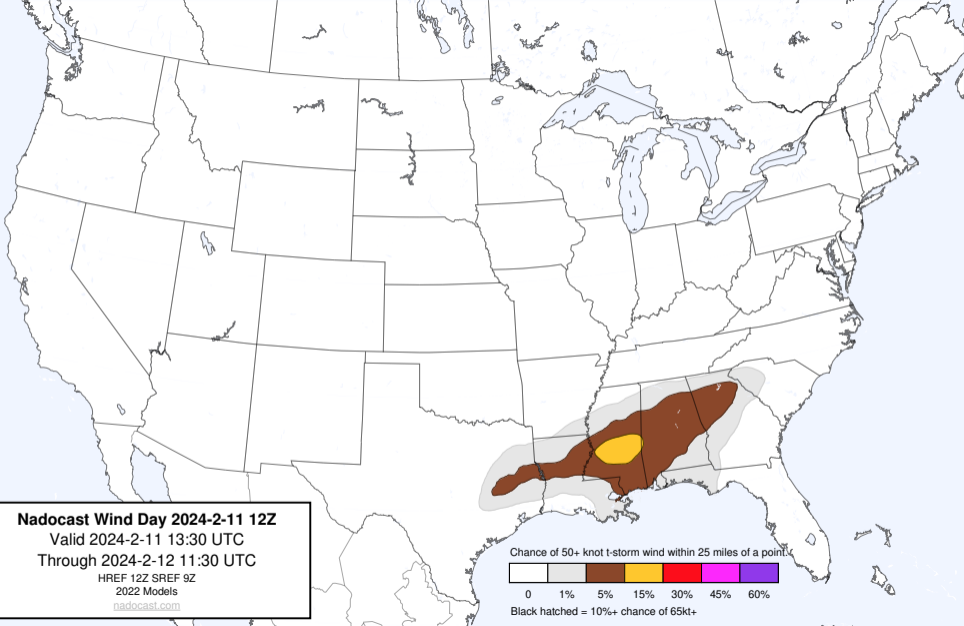 Nadocast Wind Day 2024-2-11 12Z
Valid 2024-2-11 13:30 UTC
Through 2024-2-12 11:30 UTC
HREF 12Z SREF 9Z
2022 Models
nadocast.com
Chance of 50+ knot t-storm wind within 25 miles of a point.
0 1% 5% 15% 30% 45% 60%
Black hatched = 10%+ chance of 65kt+